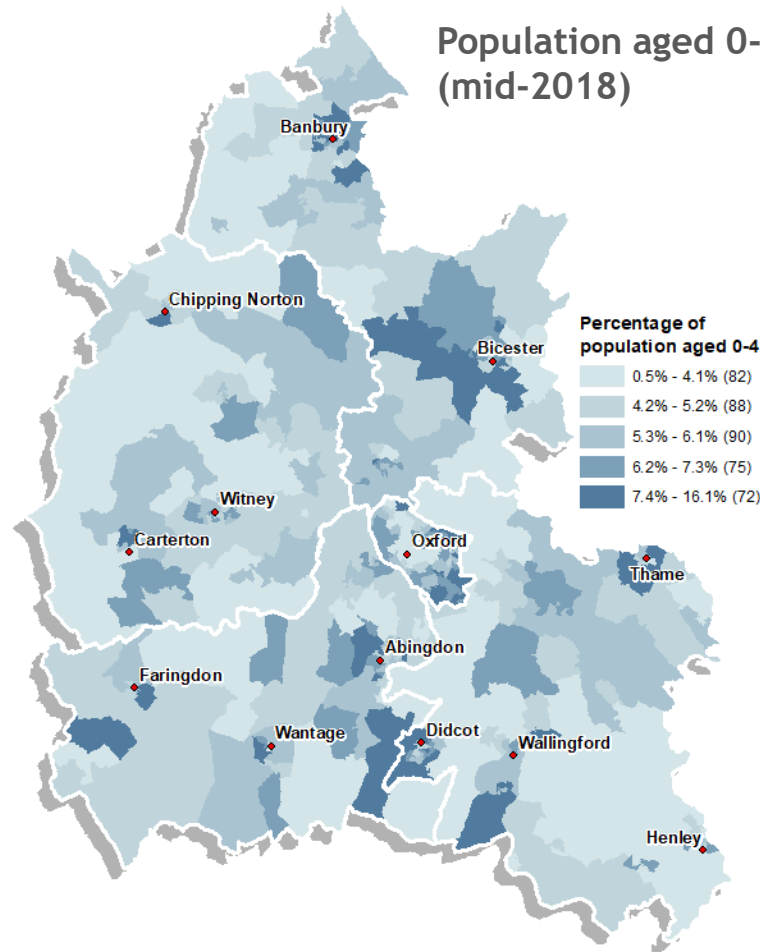 Population aged 0-
(mid-2018)
Banbury
Chipping Norton
Bicester
Percentage of
population aged 0-4
0.5% - 4.1% (82)
4.2% - 5.2% (88)
5.3% - 6.1% (90)
6.2% - 7.3% (75)
7.4% - 16.1% (72)
Witney
Carterton
Oxford
Thame
Abingdon
Faringdon
Wantage
Didcot
Wallingford
Henley